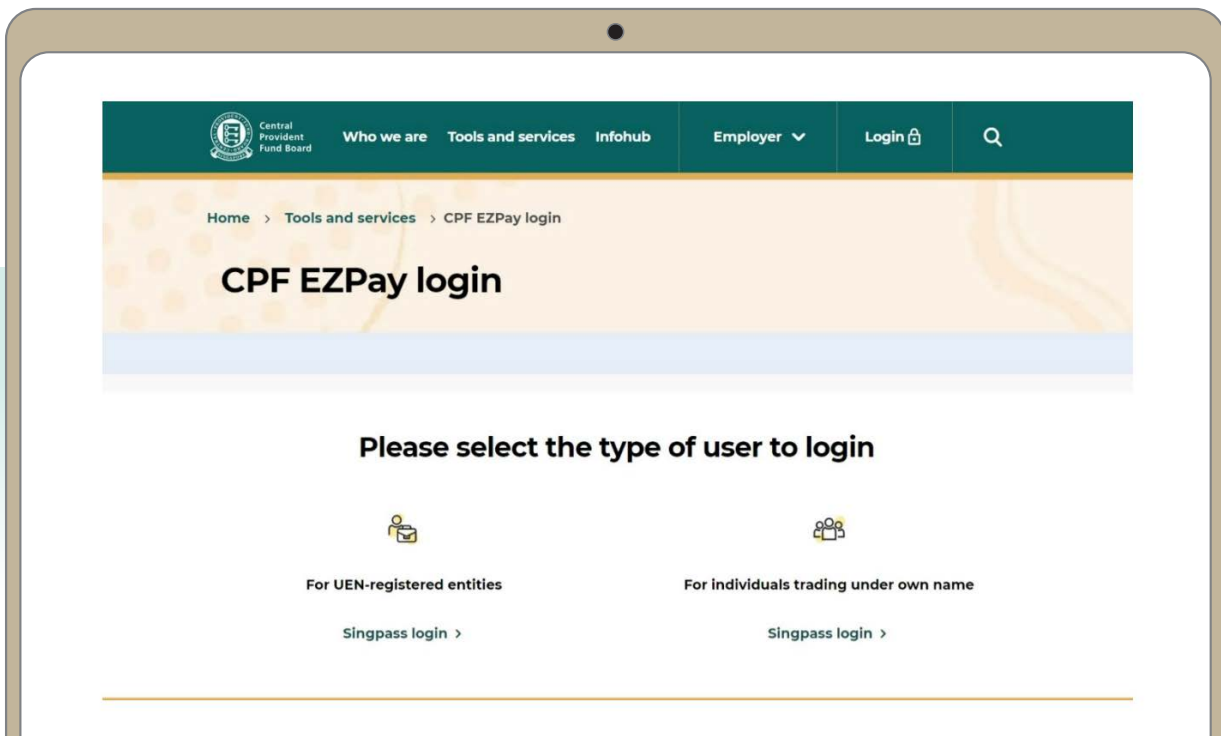 Central
Provident
Fund Board
Who we are Tools and services Infohub Employer Login
Home > Tools and services > CPF EZPay login
CPF EZPay login
Please select the type of user to login
For UEN-registered entities For individuals trading under own name
Singpass login > Singpass login >